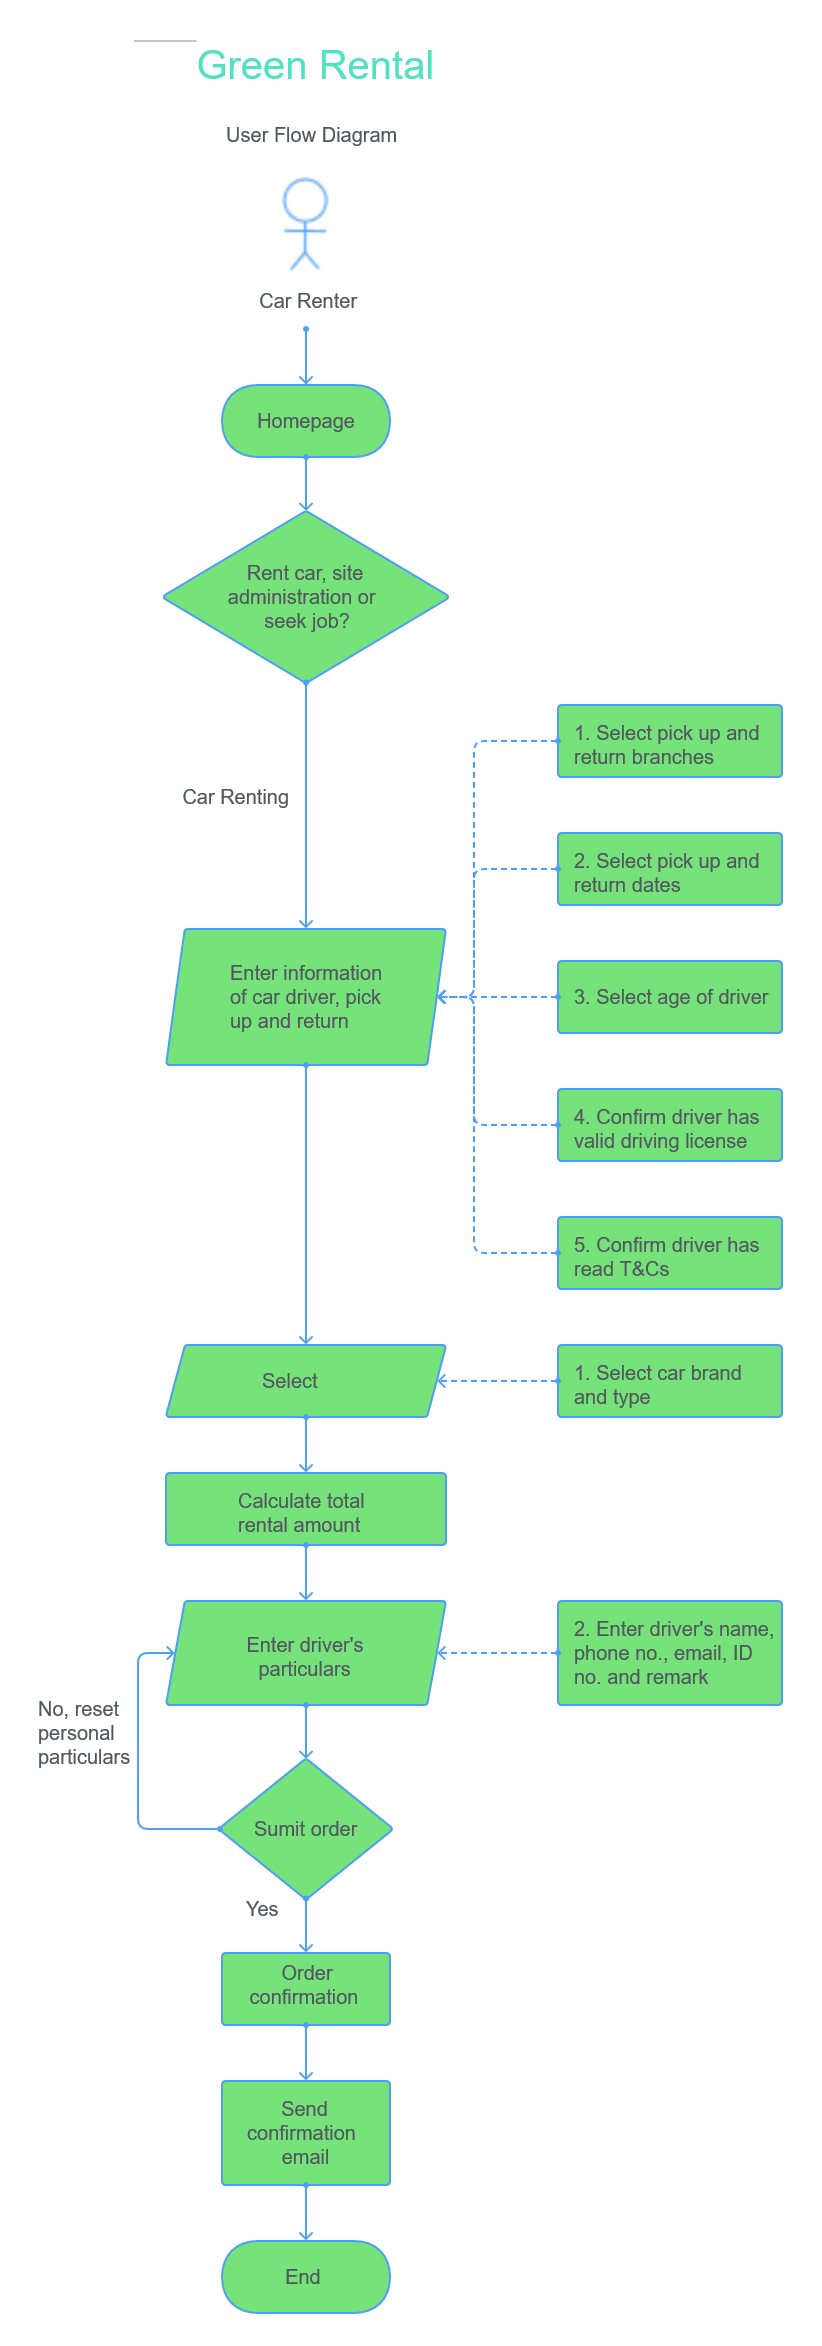 Green Rental
User Flow Diagram
Car Renter
Homepage
Rent car, site
administration or
seek job?
Car Renting
1. Select pick up and
return branches
2. Select pick up and
return dates
Enter information
of car driver, pick
up and return
3. Select age of driver
4. Confirm driver has
valid driving license
5. Confirm driver has
read T&Cs
Select
1. Select car brand
and type
Calculate total
rental amount
Enter driver's
particulars
2. Enter driver's name,
phone no., email, ID
no. and remark
No, reset
personal
particulars
Sumit order
Yes
Order
confirmation
Send
confirmation
email
End